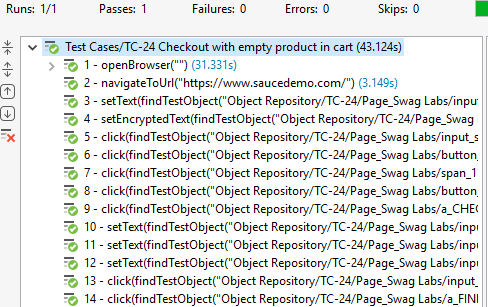 Runs: 1/1 Passes: 1 Failures: 0 Errors: 0 Skips: 0
Test Cases/TC-24 Checkout with empty product in cart (43.124s)
1 - openBrowser("") (31.331s)
2 - navigateToUrl("https://www.saucedemo.com/") (3.149s)
3 - setText(findTestObject("Object Repository/TC-24/Page_Swag Labs/inpu
4 - setEncryptedText(findTestObject("Object Repository/TC-24/Page_Swag
5 - click(findTestObject("Object Repository/TC-24/Page_Swag Labs/input_s
6 - click(findTestObject("Object Repository/TC-24/Page_Swag Labs/button_
7 - click(findTestObject("Object Repository/TC-24/Page_Swag Labs/span_1
8 - click(findTestObject("Object Repository/TC-24/Page_Swag Labs/button_
9 - click(findTestObject("Object Repository/TC-24/Page_Swag Labs/a_CHEC
10 - setText(findTestObject("Object Repository/TC-24/Page_Swag Labs/inpu
11 - setText(findTestObject("Object Repository/TC-24/Page_Swag Labs/inpu
12 - setText(findTestObject("Object Repository/TC-24/Page_Swag Labs/inpu
13 - click(findTestObject("Object Repository/TC-24/Page_Swag Labs/input_
14 - click(findTestObject("Object Repository/TC-24/Page_Swag Labs/a_FINI